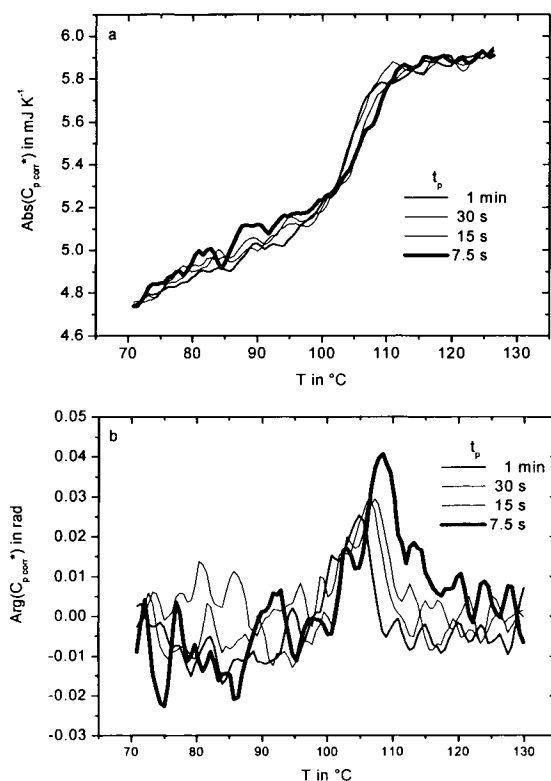 a
6.0
5.8
5.6
5.4
5.2
5.0
4.8
4.6
Abs(C_{p corr}*) in mJ K⁻¹
t_p
1 min
30 s
15 s
7.5 s
70 80 90 100 110 120 130
T in °C
b
0.05
0.04
0.03
0.02
0.01
0.00
-0.01
-0.02
-0.03
Arg(C_{p corr}*) in rad
t_p
1 min
30 s
15 s
7.5 s
70 80 90 100 110 120 130
T in °C